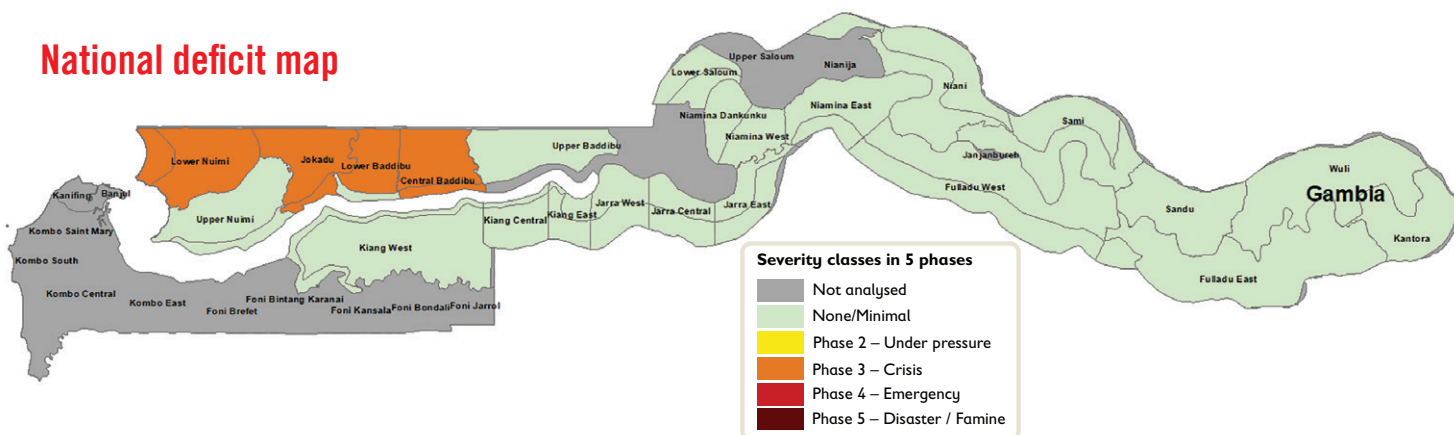 National deficit map
Upper Saloum
Nianija
Lower Saloum
Niani
Niamina East
Niamina Dankunku
Niamina West
Sami
Upper Baddibu
Jokadu
Lower Nuimi
Lower Baddibu
Central Baddibu
Janjanbureh
Fulladu West
Wuli
Gambia
Kanifing
Banjul
Upper Nuimi
Kiang Central
Kiang East
Jarra West
Jarra Central
Jarra East
Sandu
Kantora
Kombo Saint Mary
Kiang West
Kombo South
Fulladu East
Kombo Central
Kombo East
Foni Brefet
Foni Bintang Karanai
Foni Kansala
Foni Bondali
Foni Jarrol
Severity classes in 5 phases
Not analysed
None/Minimal
Phase 2 – Under pressure
Phase 3 – Crisis
Phase 4 – Emergency
Phase 5 – Disaster / Famine